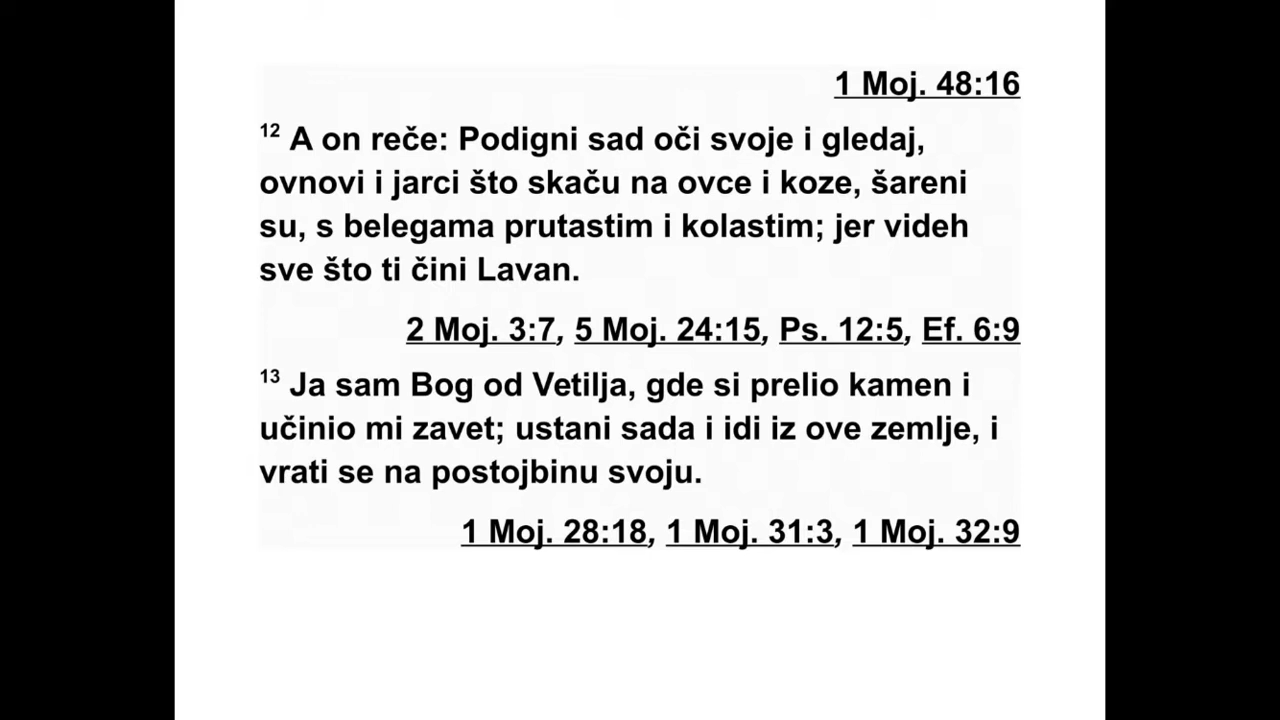 1 Moj. 48:16
12 A on reče: Podigni sad oči svoje i gledaj,
ovnovi i jarci što skaču na ovce i koze, šareni
su, s belegama prutastim i kolastim; jer videh
sve što ti čini Lavan.
2 Moj. 3:7, 5 Moj. 24:15, Ps. 12:5, Ef. 6:9
13 Ja sam Bog od Vetilja, gde si prelio kamen i
učinio mi zavet; ustani sada i idi iz ove zemlje, i
vrati se na postojbinu svoju.
1 Moj. 28:18, 1 Moj. 31:3, 1 Moj. 32:9